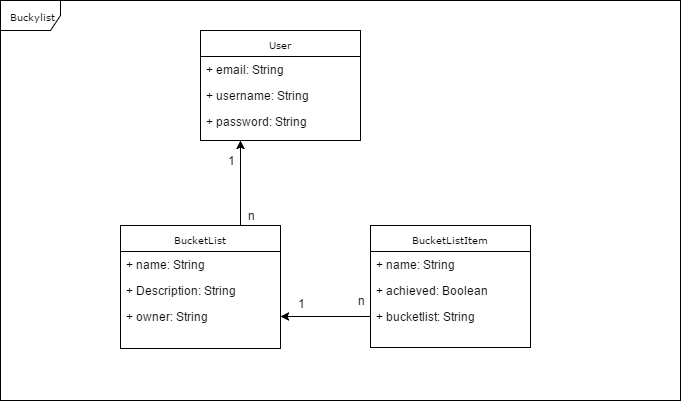 Buckylist
User
+ email: String
+ username: String
+ password: String
1
n
BucketList
+ name: String
+ Description: String
+ owner: String
1
n
BucketListItem
+ name: String
+ achieved: Boolean
+ bucketlist: String